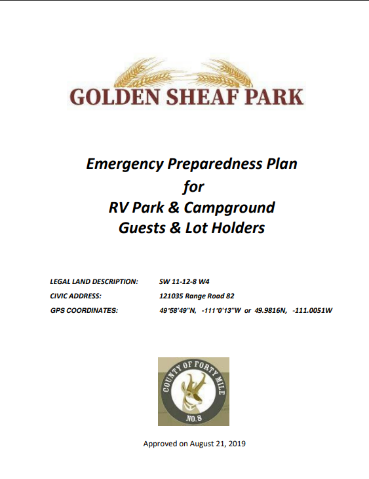 GOLDEN SHEAF PARK
Emergency Preparedness Plan
for
RV Park & Campground
Guests & Lot Holders
LEGAL LAND DESCRIPTION: SW 11-12-8 W4
CIVIC ADDRESS: 121035 Range Road 82
GPS COORDINATES: 49°58'49"N, -111°0'13"W or 49.9816N, -111.0051W
COUNTY OF FORTY MILE
NO.8
Approved on August 21, 2019